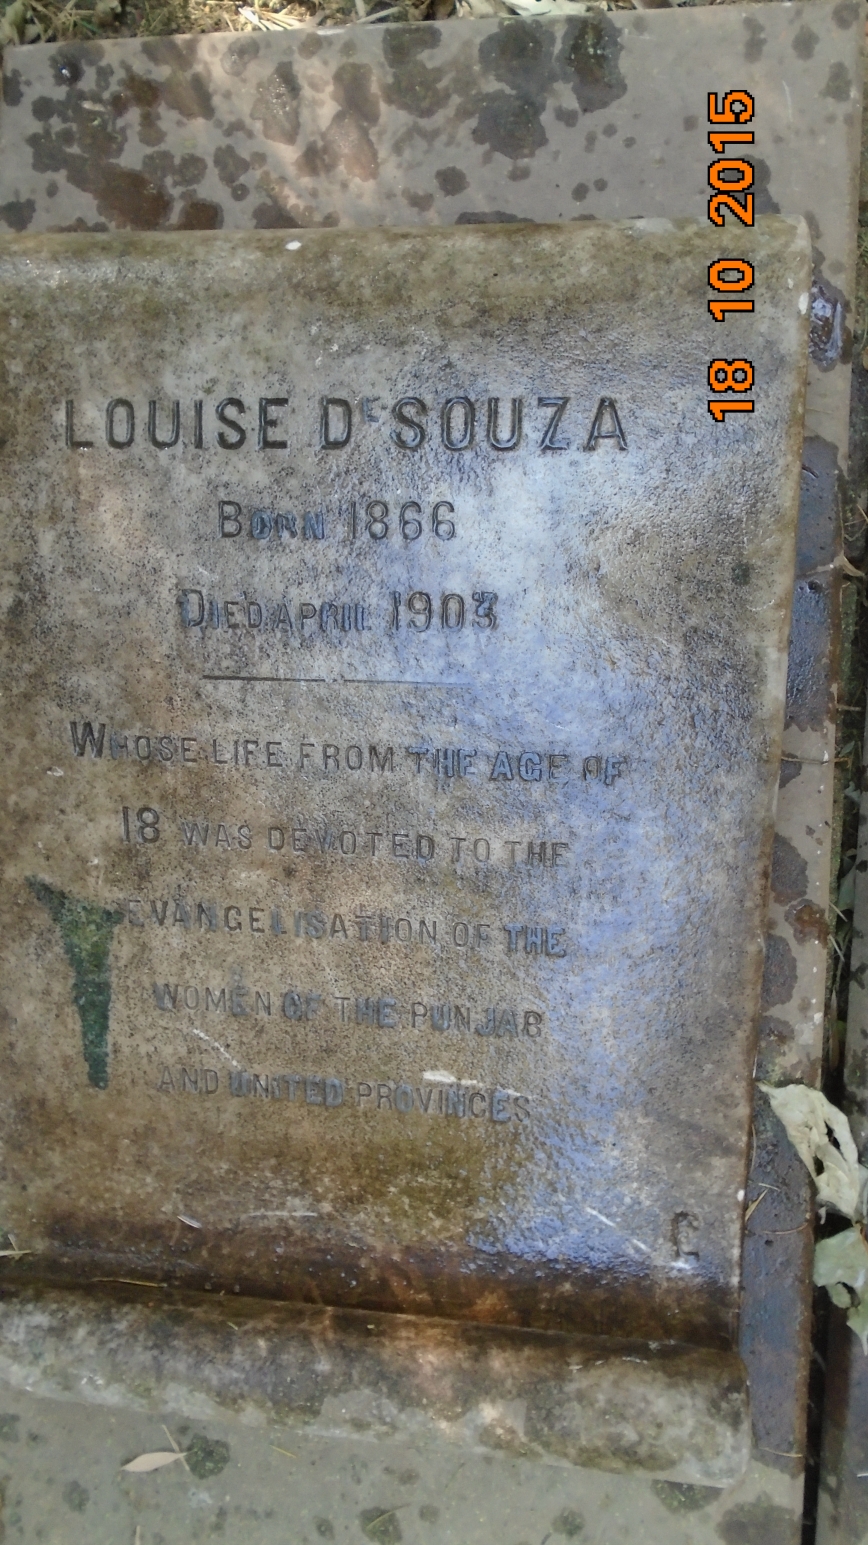 18 10 2015
LOUISE De SOUZA
BORN 1866
DIED APRIL 1903
WHOSE LIFE FROM THE AGE OF
18 WAS DEVOTED TO THE
EVANGELISATION OF THE
WOMEN OF THE PUNJAB
AND UNITED PROVINCES